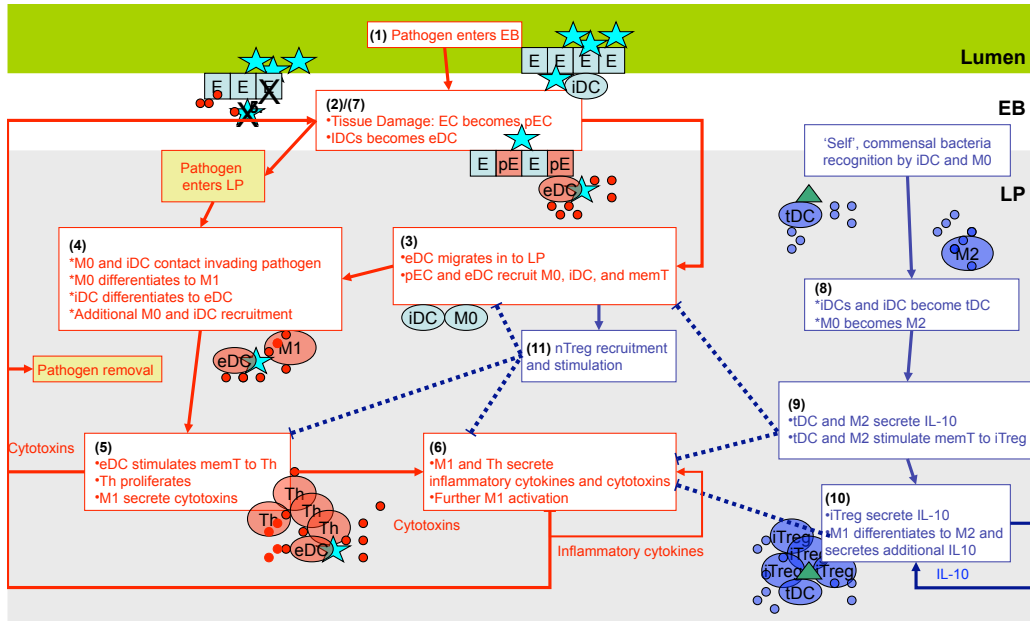 (1) Pathogen enters EB
Lumen
E E E E
iDC
E E E
X
X
(2)/(7)
•Tissue Damage: EC becomes pEC
•IDCs becomes eDC
EB
E pE E pE
eDC
Pathogen
enters LP
'Self', commensal bacteria
recognition by iDC and M0
LP
tDC
M2
(4)
*M0 and iDC contact invading pathogen
*M0 differentiates to M1
*iDC differentiates to eDC
*Additional M0 and iDC recruitment
(3)
•eDC migrates in to LP
•pEC and eDC recruit M0, iDC, and memT
iDC M0
(8)
*iDCs and iDC become tDC
*M0 becomes M2
eDC M1
(11) nTreg recruitment
and stimulation
Pathogen removal
(9)
•tDC and M2 secrete IL-10
•tDC and M2 stimulate memT to iTreg
Cytotoxins
(5)
•eDC stimulates memT to Th
•Th proliferates
•M1 secrete cytotoxins
(6)
•M1 and Th secrete
inflammatory cytokines and cytotoxins
•Further M1 activation
(10)
•iTreg secrete IL-10
•M1 differentiates to M2 and
secretes additional IL10
Th
Th
Th
Th
eDC
Cytotoxins
Inflammatory cytokines
iTreg
iTreg
iTreg
iTreg
tDC
IL-10